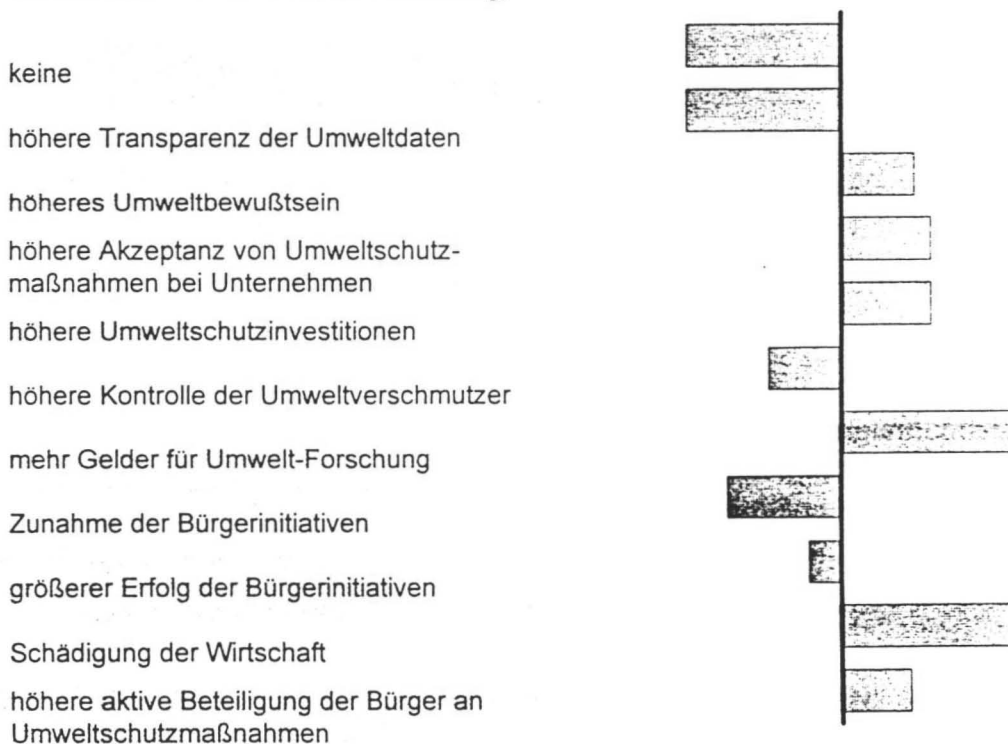 keine
höhere Transparenz der Umweltdaten
höheres Umweltbewußtsein
höhere Akzeptanz von Umweltschutz-
maßnahmen bei Unternehmen
höhere Umweltschutzinvestitionen
höhere Kontrolle der Umweltverschmutzer
mehr Gelder für Umwelt-Forschung
Zunahme der Bürgerinitiativen
größerer Erfolg der Bürgerinitiativen
Schädigung der Wirtschaft
höhere aktive Beteiligung der Bürger an
Umweltschutzmaßnahmen